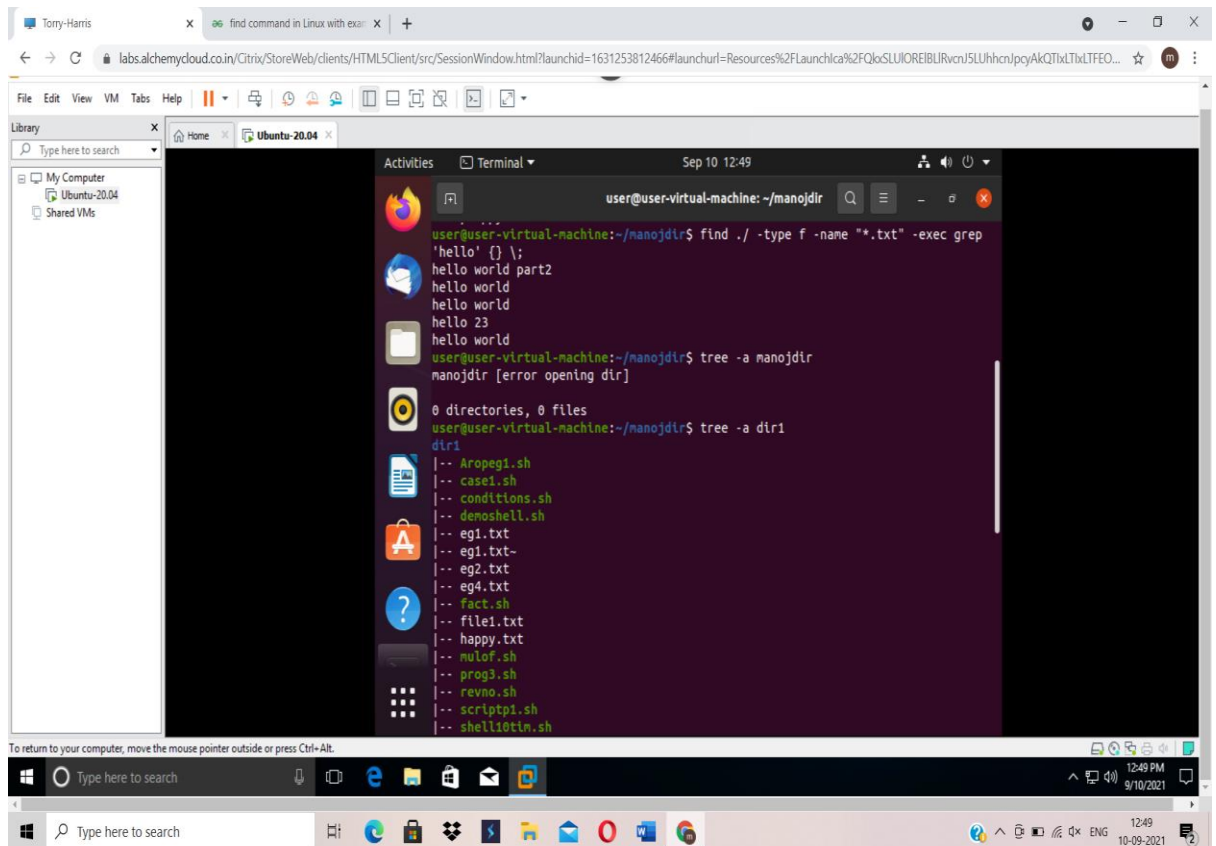 Torry-Harris
find command in Linux with exan
labs.alchemycloud.co.in/Citrix/StoreWeb/clients/HTML5Client/src/SessionWindow.html?launchid=1631253812466#launchurl=Resources%2FLaunchIca%2F
File Edit View VM Tabs Help
Library
Home
Ubuntu-20.04
Type here to search
My Computer
Ubuntu-20.04
Shared VMs
Activities
Terminal
Sep 10 12:49
user@user-virtual-machine: ~/manojdir
user@user-virtual-machine:~/manojdir$ find ./ -type f -name "*.txt" -exec grep
'hello' {} \;
hello world part2
hello world
hello world
hello 23
hello world
user@user-virtual-machine:~/manojdir$ tree -a manojdir
manojdir [error opening dir]
0 directories, 0 files
user@user-virtual-machine:~/manojdir$ tree -a dir1
dir1
|-- Aropeg1.sh
|-- case1.sh
|-- conditions.sh
|-- demoshell.sh
|-- eg1.txt
|-- eg1.txt~
|-- eg2.txt
|-- eg4.txt
|-- fact.sh
|-- file1.txt
|-- happy.txt
|-- mulof.sh
|-- prog3.sh
|-- revno.sh
|-- scriptp1.sh
|-- shell10tim.sh
To return to your computer, move the mouse pointer outside or press Ctrl+Alt.
Type here to search
12:49 PM
9/10/2021
Type here to search
ENG
12:49
10-09-2021